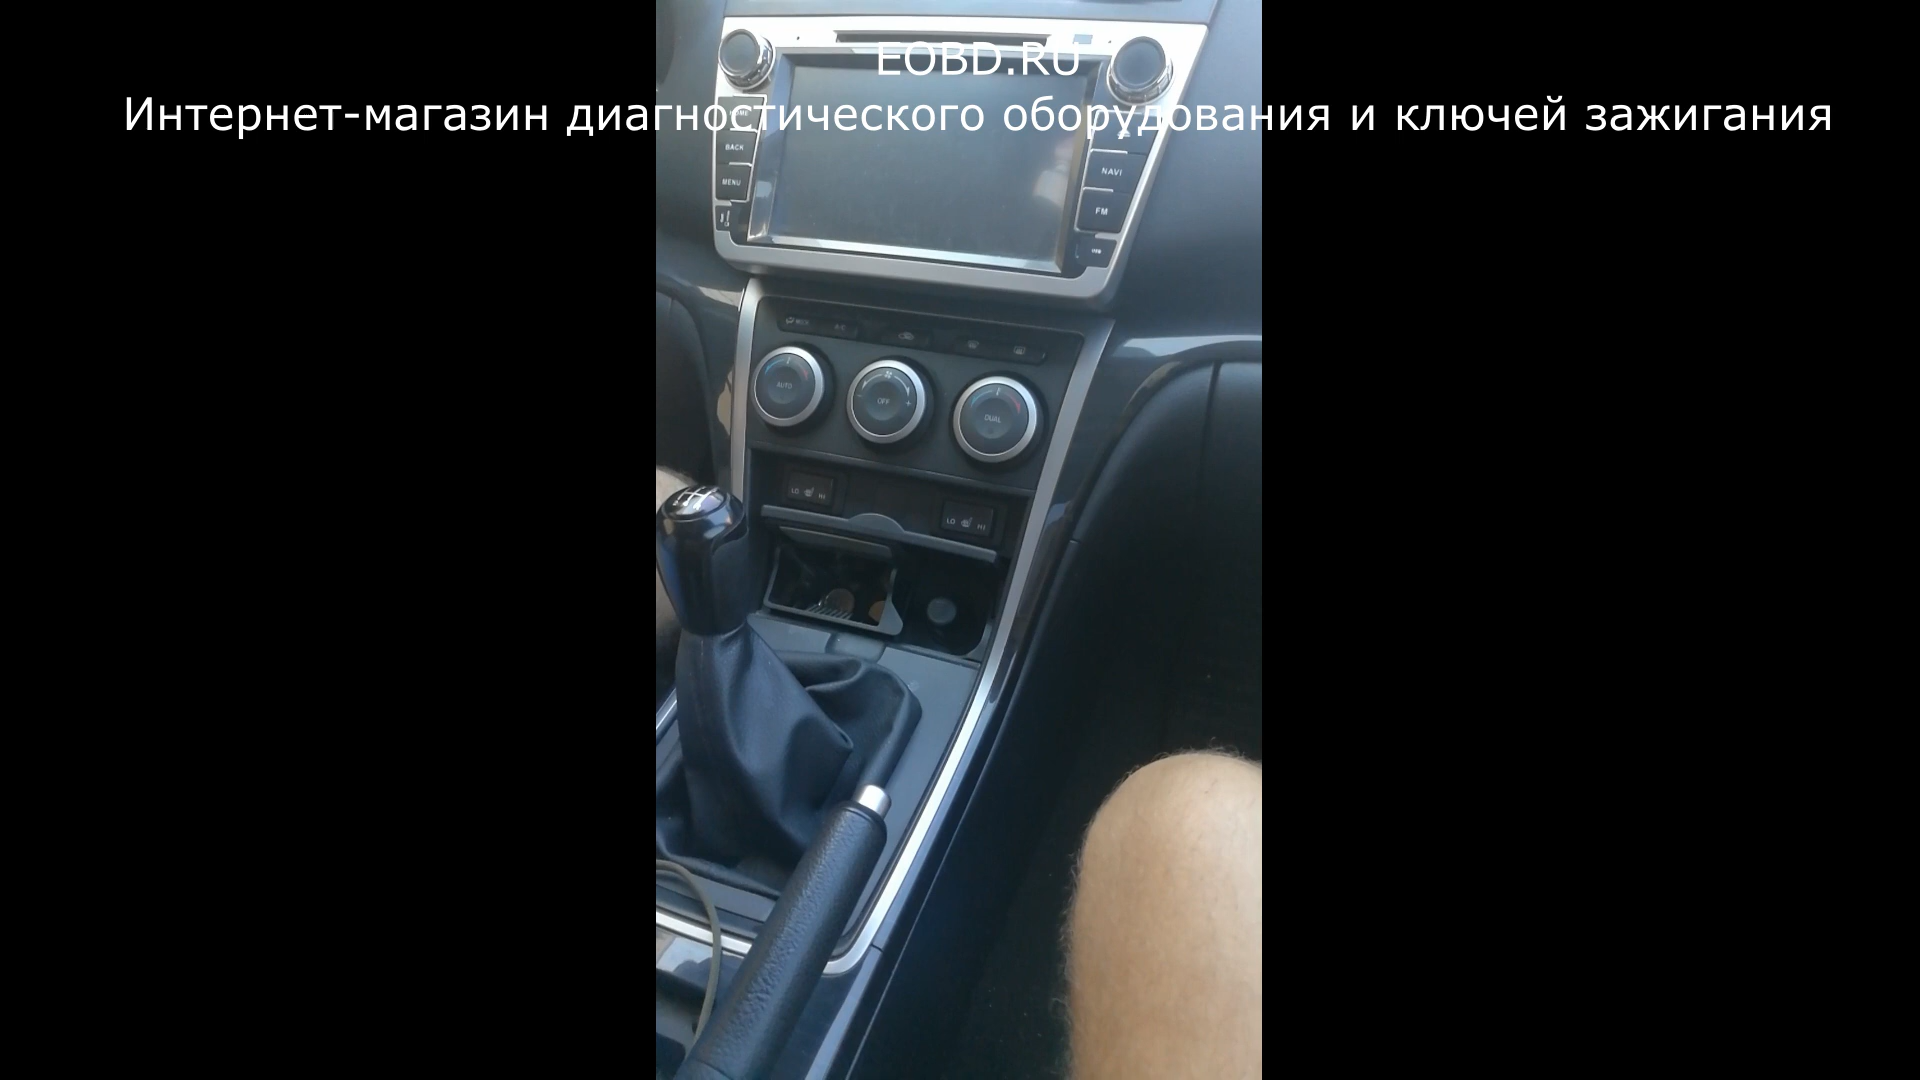 EOBD.RU
Интернет-магазин диагностического оборудования и ключей зажигания
BACK
NAVI
MENU
FM
AUTO
OFF
DUAL
LO HI
LO HI